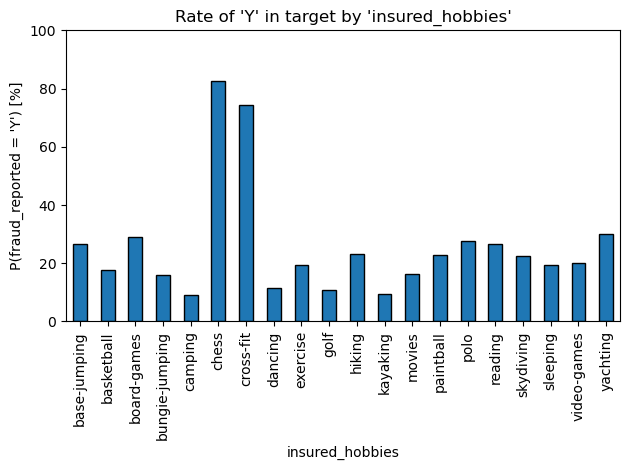 Rate of 'Y' in target by 'insured_hobbies'
P(fraud_reported = 'Y') [%]
100
80
60
40
20
0
base-jumping
basketball
board-games
bungie-jumping
camping
chess
cross-fit
dancing
exercise
golf
hiking
kayaking
movies
paintball
polo
reading
skydiving
sleeping
video-games
yachting
insured_hobbies